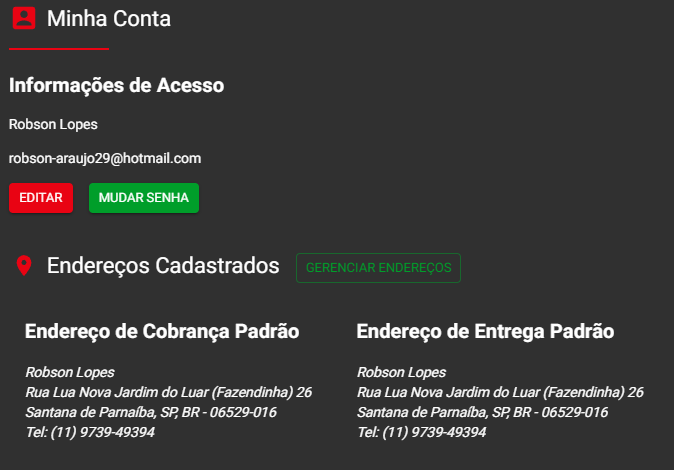 Minha Conta
Informações de Acesso
Robson Lopes
robson-araujo29@hotmail.com
EDITAR
MUDAR SENHA
Endereços Cadastrados
GERENCIAR ENDEREÇOS
Endereço de Cobrança Padrão
Robson Lopes
Rua Lua Nova Jardim do Luar (Fazendinha) 26
Santana de Parnaíba, SP, BR - 06529-016
Tel: (11) 9739-49394
Endereço de Entrega Padrão
Robson Lopes
Rua Lua Nova Jardim do Luar (Fazendinha) 26
Santana de Parnaíba, SP, BR - 06529-016
Tel: (11) 9739-49394